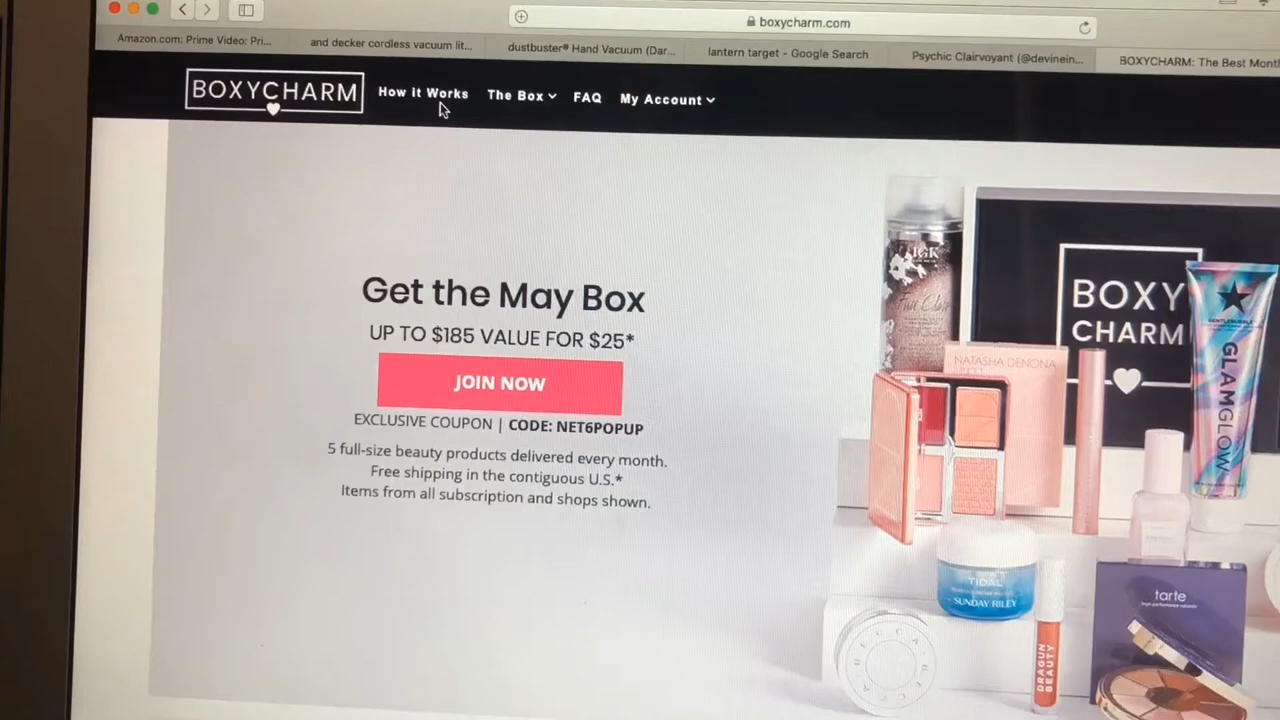 boxycharm.com
Amazon.com: Prime Video: Pri...
and decker cordless vacuum lit...
dustbuster® Hand Vacuum (Dar...
lantern target - Google Search
Psychic Clairvoyant (@devinein...
BOXYCHARM: The Best Month
BOXYCHARM
How it Works
The Box
FAQ
My Account
Get the May Box
UP TO $185 VALUE FOR $25*
JOIN NOW
EXCLUSIVE COUPON | CODE: NET6POPUP
5 full-size beauty products delivered every month.
Free shipping in the contiguous U.S.*
Items from all subscription and shops shown.
IGK
NATASHA DENONA
BOXY
CHARM
GLAMGLOW
TIDAL
SUNDAY RILEY
DRAGUN
BEAUTY
tarte
BECCA